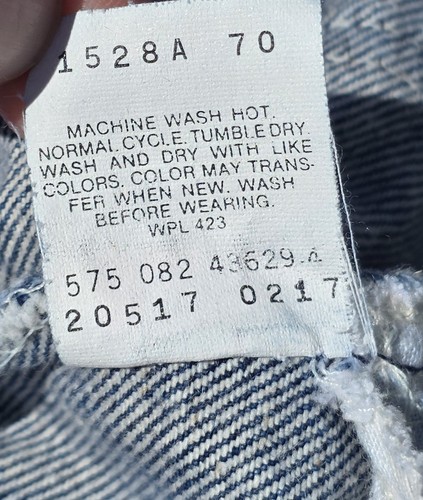 1528A 70
MACHINE WASH HOT.
NORMAL CYCLE. TUMBLE DRY.
WASH AND DRY WITH LIKE
COLORS. COLOR MAY TRANS-
FER WHEN NEW. WASH
BEFORE WEARING.
WPL 423
575 082 43629.4
20517 0217